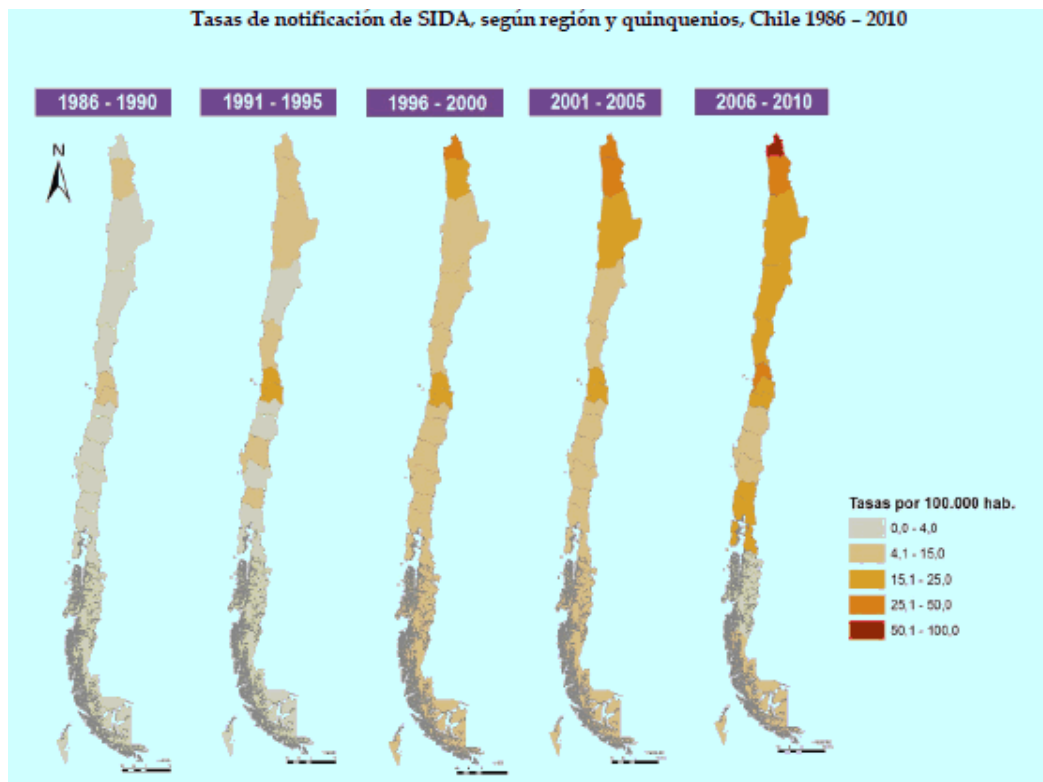 Tasas de notificación de SIDA, según región y quinquenios, Chile 1986 – 2010
1986 - 1990
1991 - 1995
1996 - 2000
2001 - 2005
2006 - 2010
N
Tasas por 100.000 hab.
0,0 - 4,0
4,1 - 15,0
15,1 - 25,0
25,1 - 50,0
50,1 - 100,0